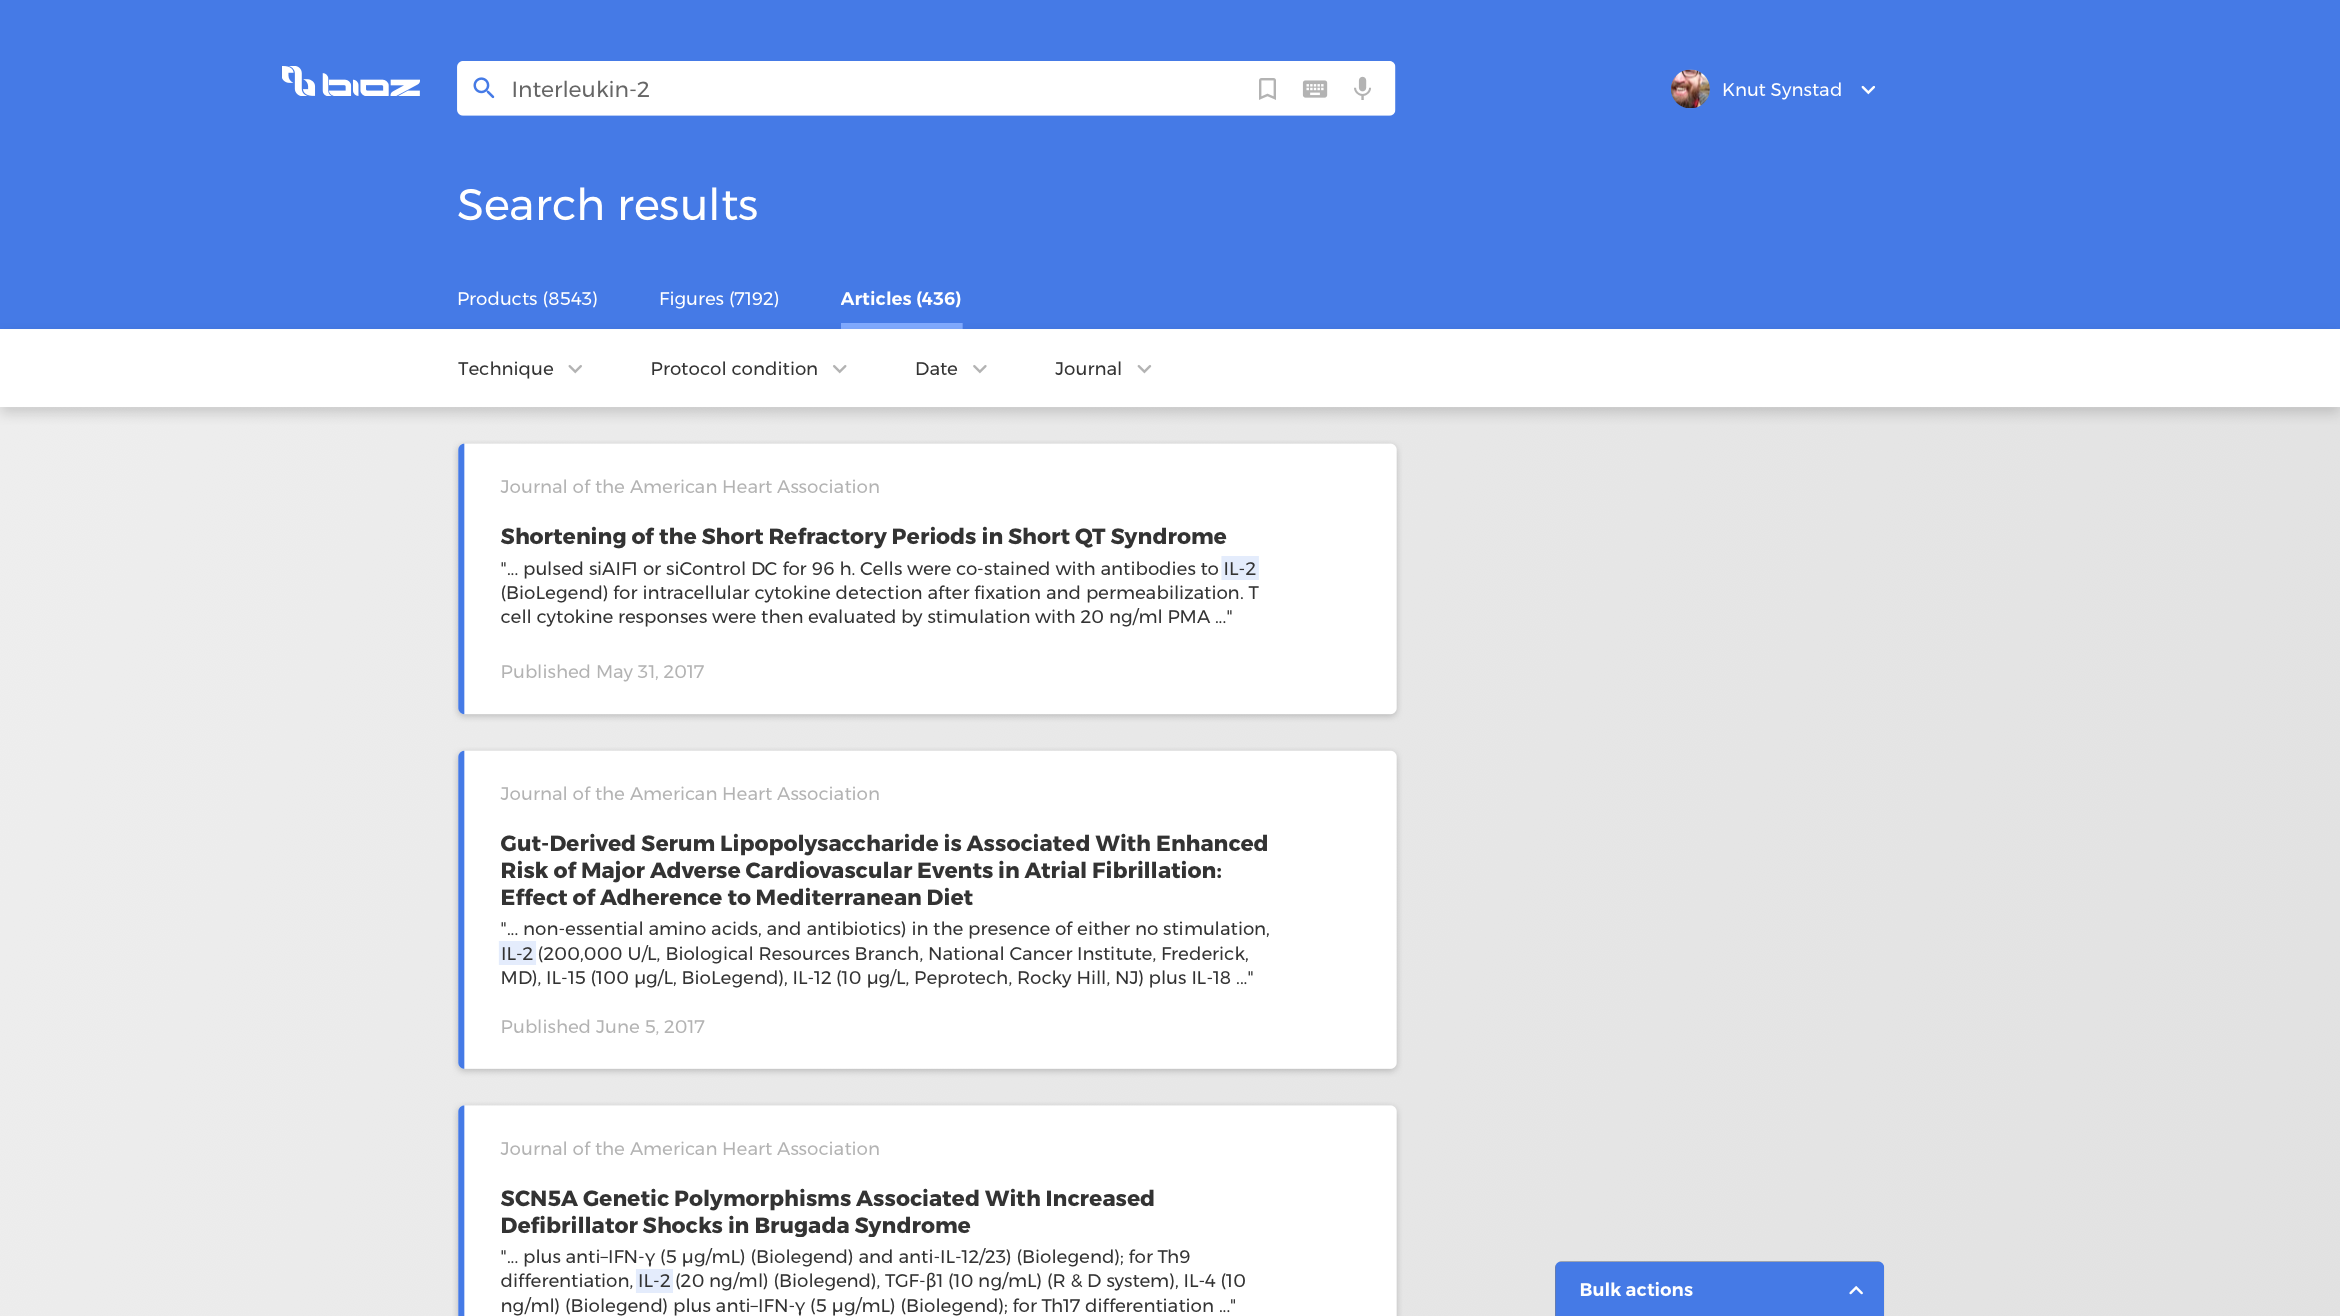 bioz
Interleukin-2
Knut Synstad
Search results
Products (8543)
Figures (7192)
Articles (436)
Technique
Protocol condition
Date
Journal
Journal of the American Heart Association
Shortening of the Short Refractory Periods in Short QT Syndrome
"... pulsed siAIF1 or siControl DC for 96 h. Cells were co-stained with antibodies to IL-2
(BioLegend) for intracellular cytokine detection after fixation and permeabilization. T
cell cytokine responses were then evaluated by stimulation with 20 ng/ml PMA ..."
Published May 31, 2017
Journal of the American Heart Association
Gut-Derived Serum Lipopolysaccharide is Associated With Enhanced
Risk of Major Adverse Cardiovascular Events in Atrial Fibrillation:
Effect of Adherence to Mediterranean Diet
"... non-essential amino acids, and antibiotics) in the presence of either no stimulation,
IL-2 (200,000 U/L, Biological Resources Branch, National Cancer Institute, Frederick,
MD), IL-15 (100 μg/L, BioLegend), IL-12 (10 μg/L, Peprotech, Rocky Hill, NJ) plus IL-18 ..."
Published June 5, 2017
Journal of the American Heart Association
SCN5A Genetic Polymorphisms Associated With Increased
Defibrillator Shocks in Brugada Syndrome
"... plus anti–IFN-γ (5 μg/mL) (Biolegend) and anti-IL-12/23) (Biolegend); for Th9
differentiation, IL-2 (20 ng/ml) (Biolegend), TGF-β1 (10 ng/mL) (R & D system), IL-4 (10
ng/ml) (Biolegend) plus anti–IFN-γ (5 μg/mL) (Biolegend); for Th17 differentiation ..."
Bulk actions